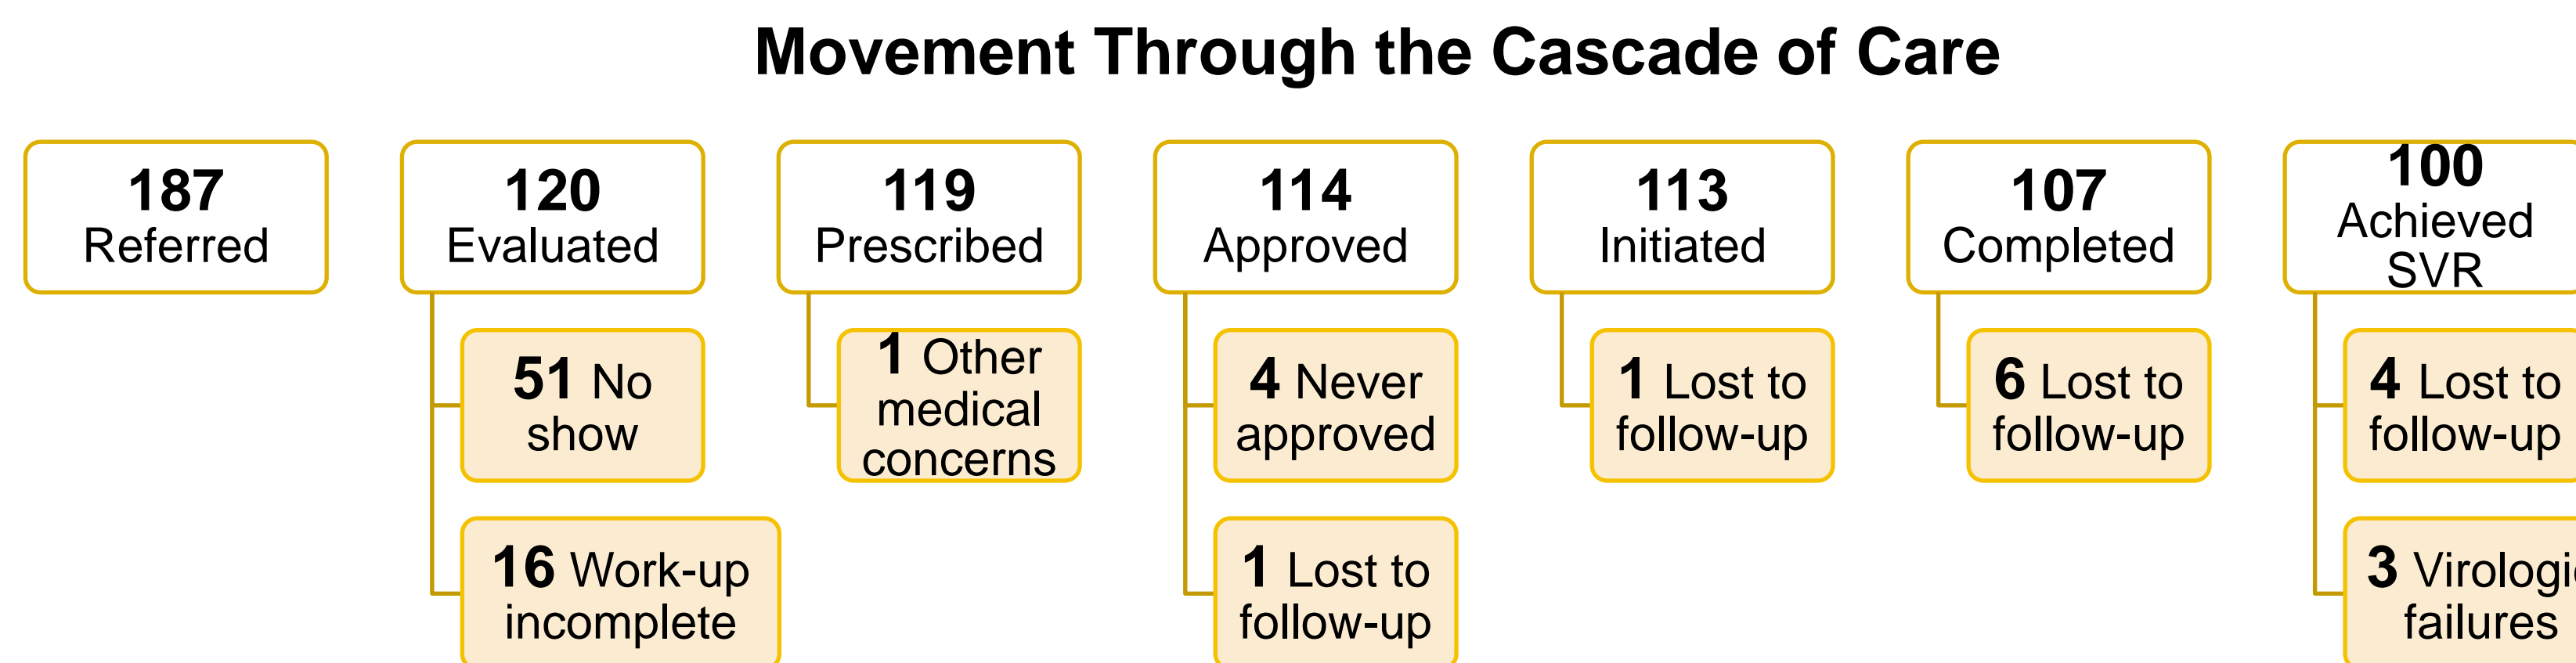 Movement Through the Cascade of Care
187
Referred
120
Evaluated
51 No
show
16 Work-up
incomplete
119
Prescribed
1 Other
medical
concerns
114
Approved
4 Never
approved
1 Lost to
follow-up
113
Initiated
1 Lost to
follow-up
107
Completed
6 Lost to
follow-up
100
Achieved
SVR
4 Lost to
follow-up
3
failures